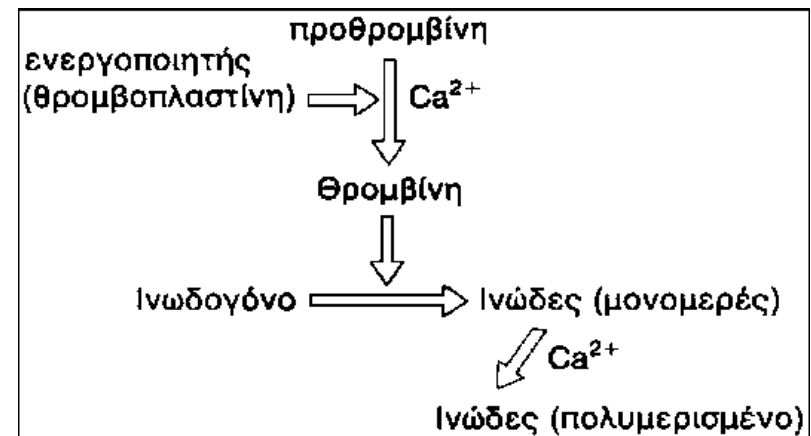 προθρομβίνη
ενεργοποιητής
(θρομβοπλαστίνη)
Ca²⁺
Θρομβίνη
Ινωδογόνο
Ινώδες (μονομερές)
Ca²⁺
Ινώδες (πολυμερισμένο)